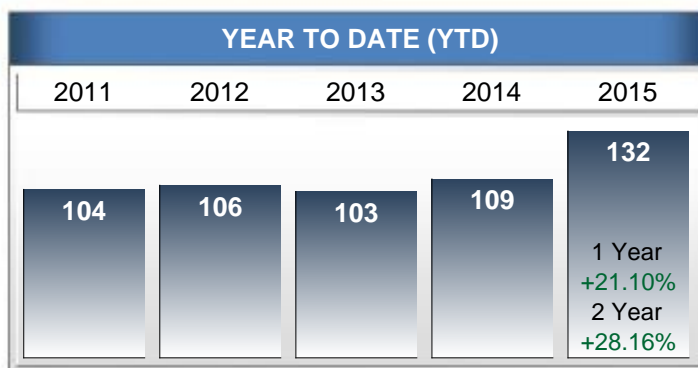 YEAR TO DATE (YTD)
2011 2012 2013 2014 2015
104 106 103 109 132
1 Year
+21.10%
2 Year
+28.16%